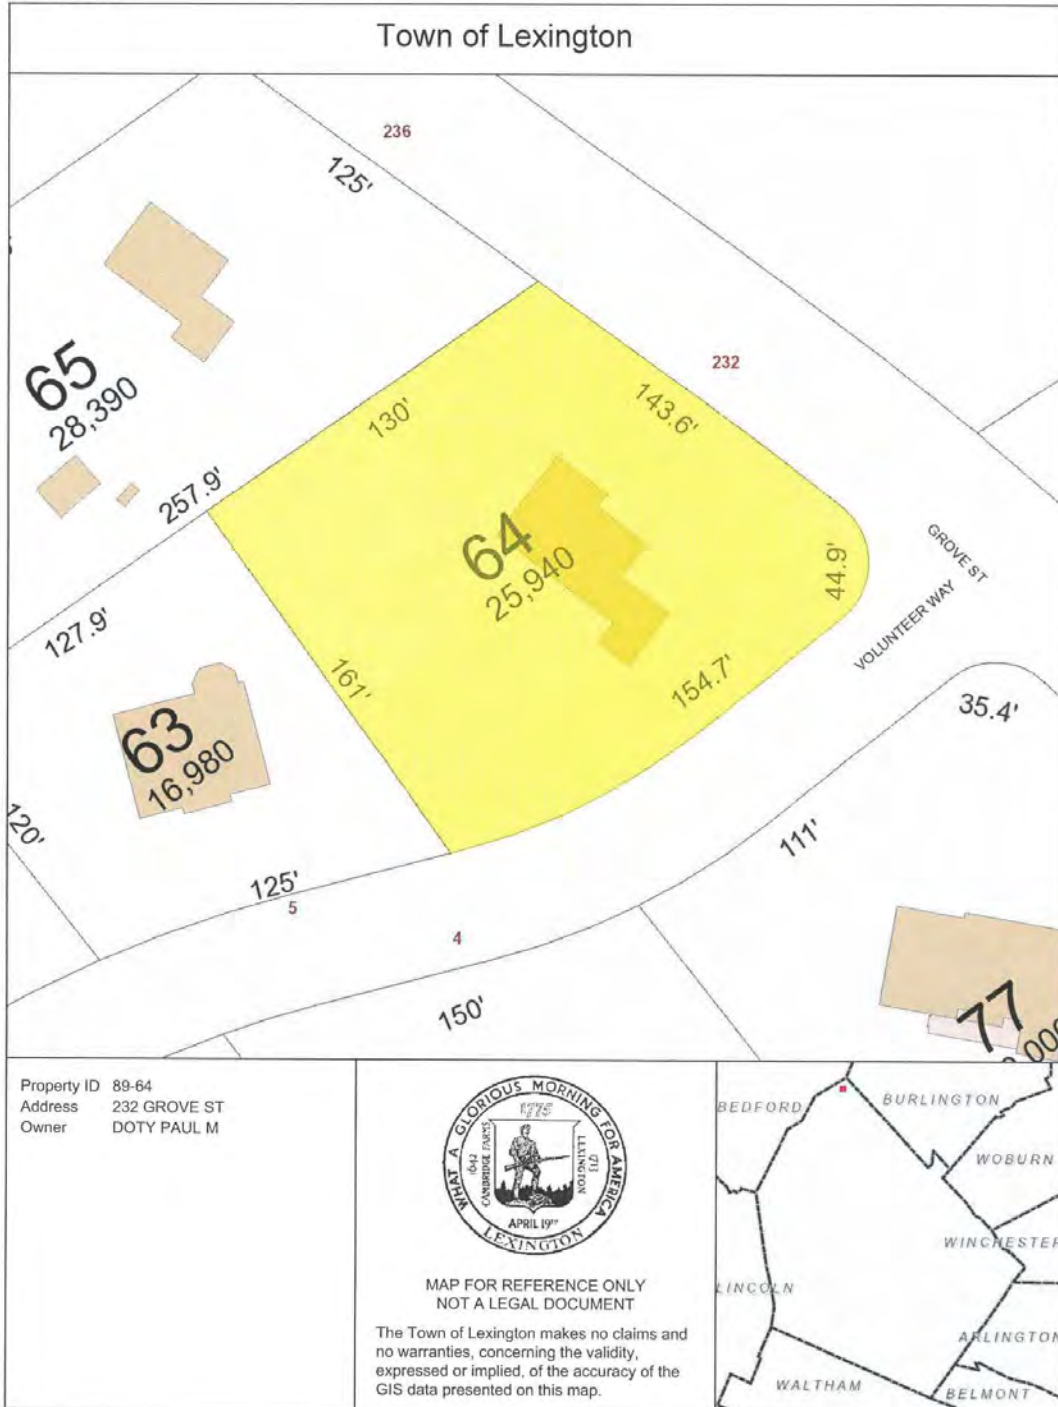 Town of Lexington
236
125'
65
28,390
130'
232
143.6'
257.9'
64
25,940
44.9'
GROVE ST
VOLUNTEER WAY
127.9'
161'
154.7'
35.4'
63
16,980
120'
125'
5
4
111'
150'
77
Property ID 89-64
Address 232 GROVE ST
Owner DOTY PAUL M
WHAT A GLORIOUS MORNING FOR AMERICA
1775
1642
CAMBRIDGE FARMS
1713
LEXINGTON
APRIL 19TH
LEXINGTON
MAP FOR REFERENCE ONLY
NOT A LEGAL DOCUMENT
The Town of Lexington makes no claims and
no warranties, concerning the validity,
expressed or implied, of the accuracy of the
GIS data presented on this map.
BEDFORD
BURLINGTON
WOBURN
WINCHESTER
LINCOLN
ARLINGTON
WALTHAM
BELMONT